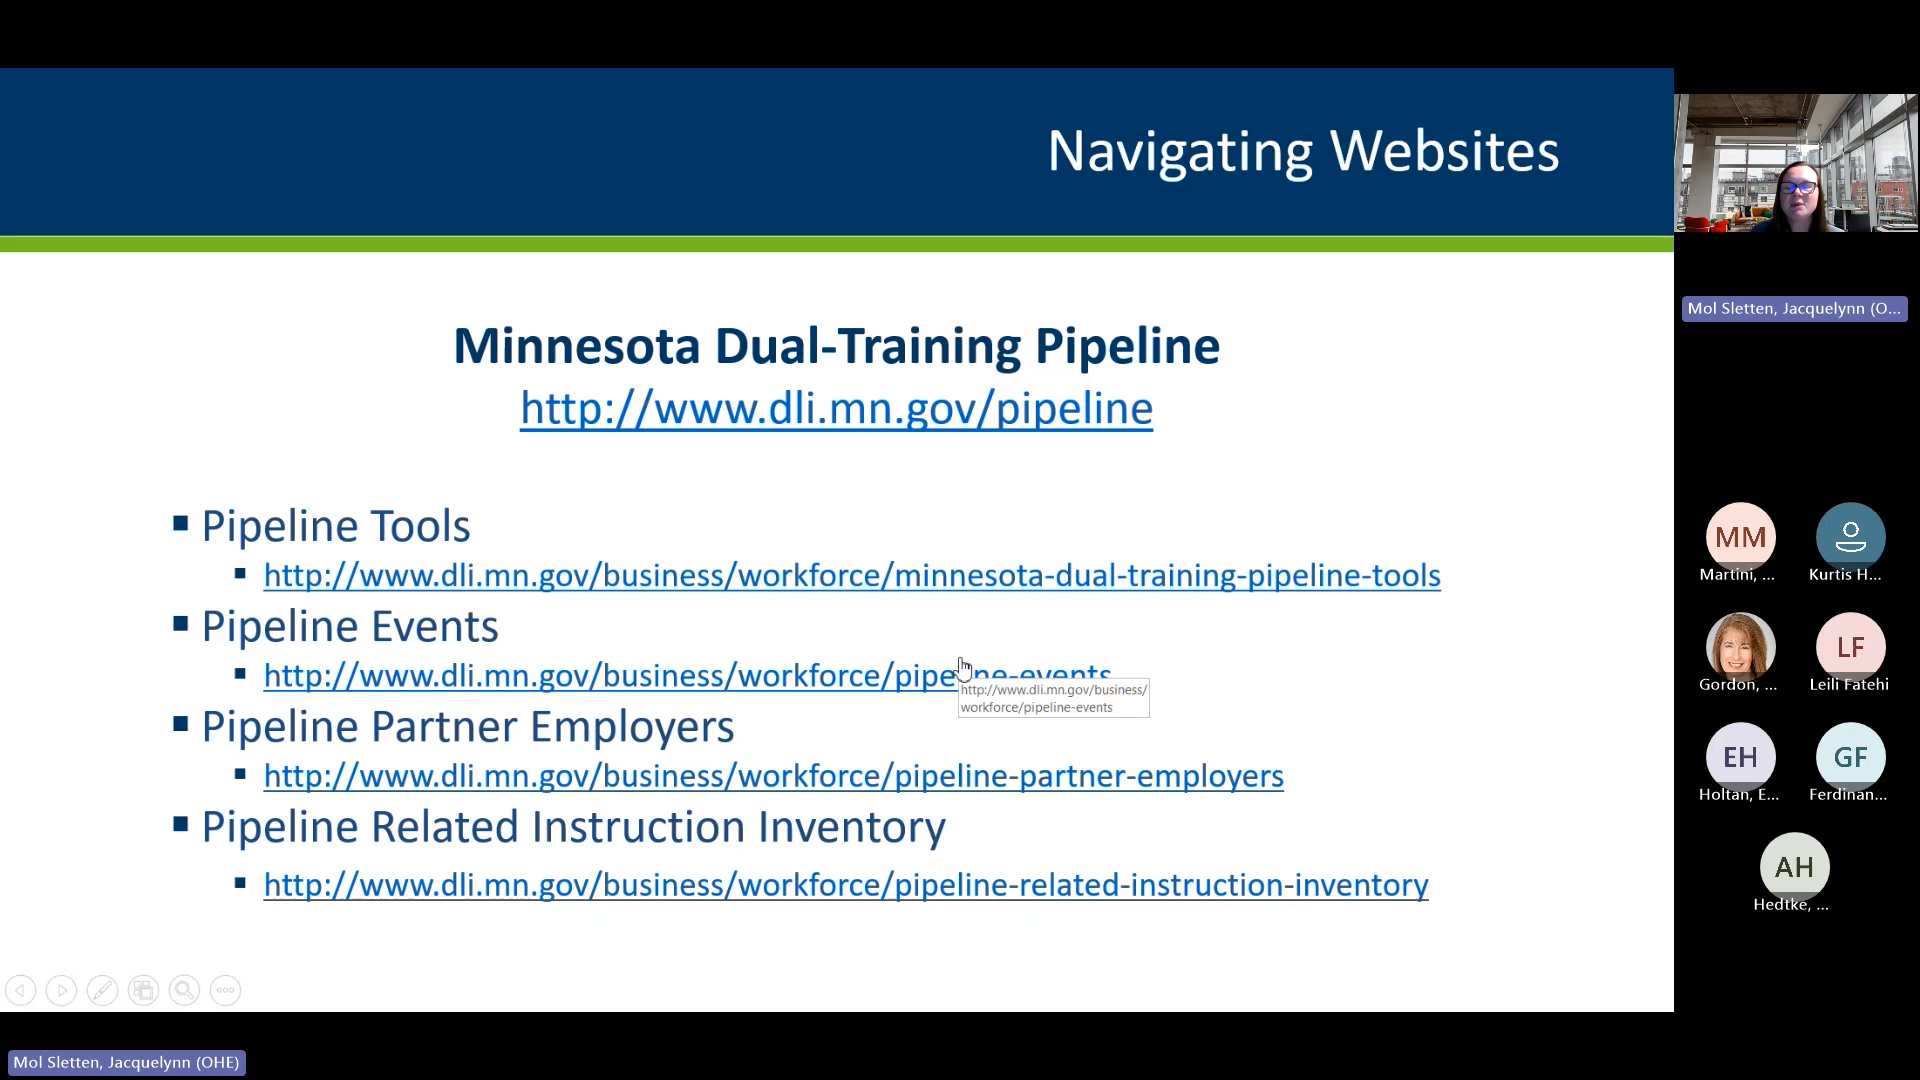 Navigating Websites
Minnesota Dual-Training Pipeline
http://www.dli.mn.gov/pipeline
▪ Pipeline Tools
▪ http://www.dli.mn.gov/business/workforce/minnesota-dual-training-pipeline-tools
▪ Pipeline Events
▪ http://www.dli.mn.gov/business/workforce/pipeline-events
http://www.dli.mn.gov/business/
workforce/pipeline-events
▪ Pipeline Partner Employers
▪ http://www.dli.mn.gov/business/workforce/pipeline-partner-employers
▪ Pipeline Related Instruction Inventory
▪ http://www.dli.mn.gov/business/workforce/pipeline-related-instruction-inventory
Mol Sletten, Jacquelynn (O...
MM
Martini, ...
Kurtis H...
Gordon, ...
LF
Leili Fatehi
EH
Holtan, E...
GF
Ferdinan...
AH
Hedtke, ...
Mol Sletten, Jacquelynn (OHE)